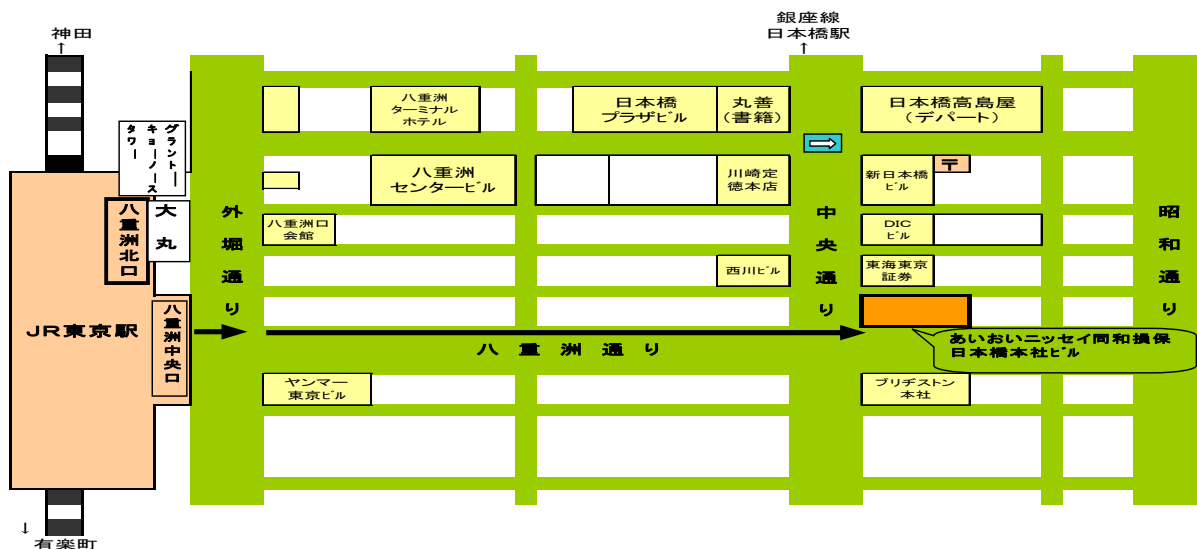 神田
↑
銀座線
日本橋駅
↑
グラント
キョーノース
タワー
八重洲
ターミナル
ホテル
日本橋
プラザビル
丸善
(書籍)
日本橋高島屋
(デパート)
⇨
八重洲
センタービル
川崎定
徳本店
新日本橋
ビル
〒
大丸
八重洲北口
外堀通り
八重洲口
会館
中央通り
DIC
ビル
昭和通り
西川ビル
東海東京
証券
JR東京駅
八重洲中央口
八重洲通り
あいおいニッセイ同和損保
日本橋本社ビル
ヤンマー
東京ビル
ブリヂストン
本社
↓
有楽町